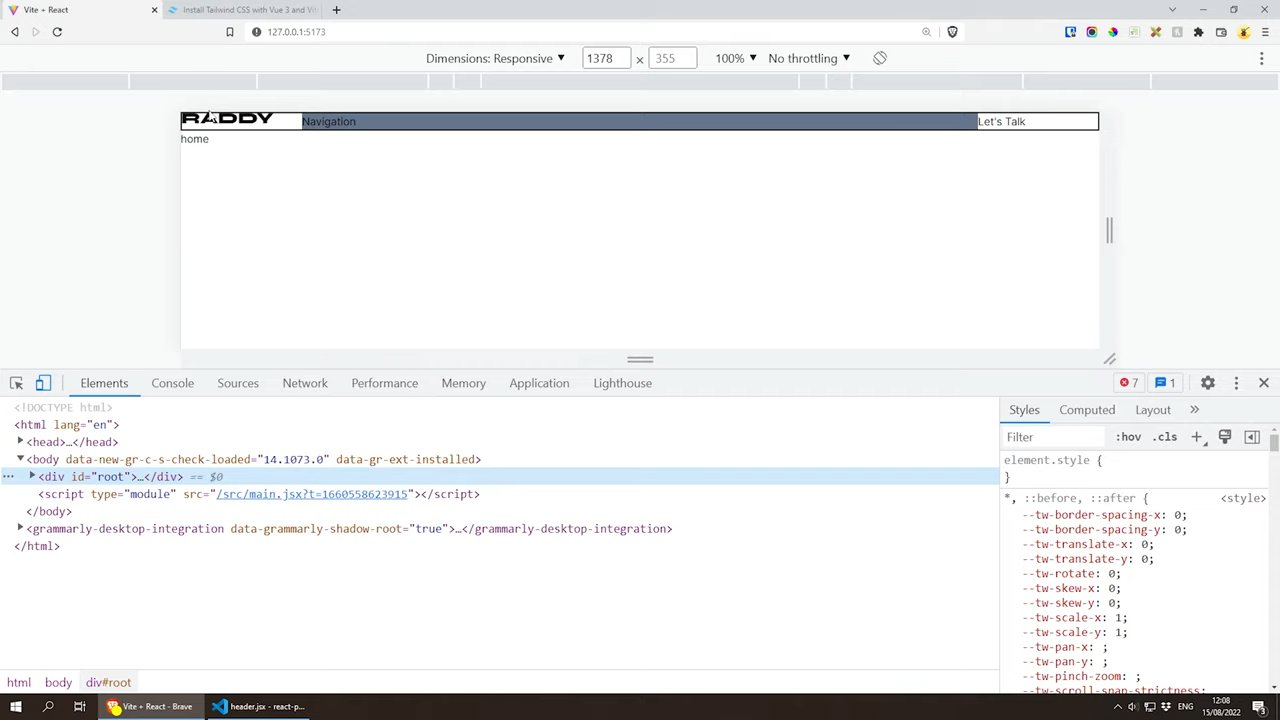 Vite + React
Install Tailwind CSS with Vue 3 and Vi
127.0.0.1:5173
Dimensions: Responsive
1378
×
355
100%
No throttling
RADDY
Navigation
Let's Talk
home
Elements
Console
Sources
Network
Performance
Memory
Application
Lighthouse
7
1
<!DOCTYPE html>
<html lang="en">
<head>…</head>
<body data-new-gr-c-s-check-loaded="14.1073.0" data-gr-ext-installed>
<div id="root">…</div> == $0
<script type="module" src="/src/main.jsx?t=1660558623915"></script>
</body>
<grammarly-desktop-integration data-grammarly-shadow-root="true">…</grammarly-desktop-integration>
</html>
Styles
Computed
Layout
»
Filter
:hov
.cls
+
element.style {
}
*, ::before, ::after {
<style>
--tw-border-spacing-x: 0;
--tw-border-spacing-y: 0;
--tw-translate-x: 0;
--tw-translate-y: 0;
--tw-rotate: 0;
--tw-skew-x: 0;
--tw-skew-y: 0;
--tw-scale-x: 1;
--tw-scale-y: 1;
--tw-pan-x: ;
--tw-pan-y: ;
--tw-pinch-zoom: ;
--tw-scroll-snap-strictness:
html
body
div#root
Vite + React - Brave
header.jsx - react-p...
ENG
12:08
15/08/2022